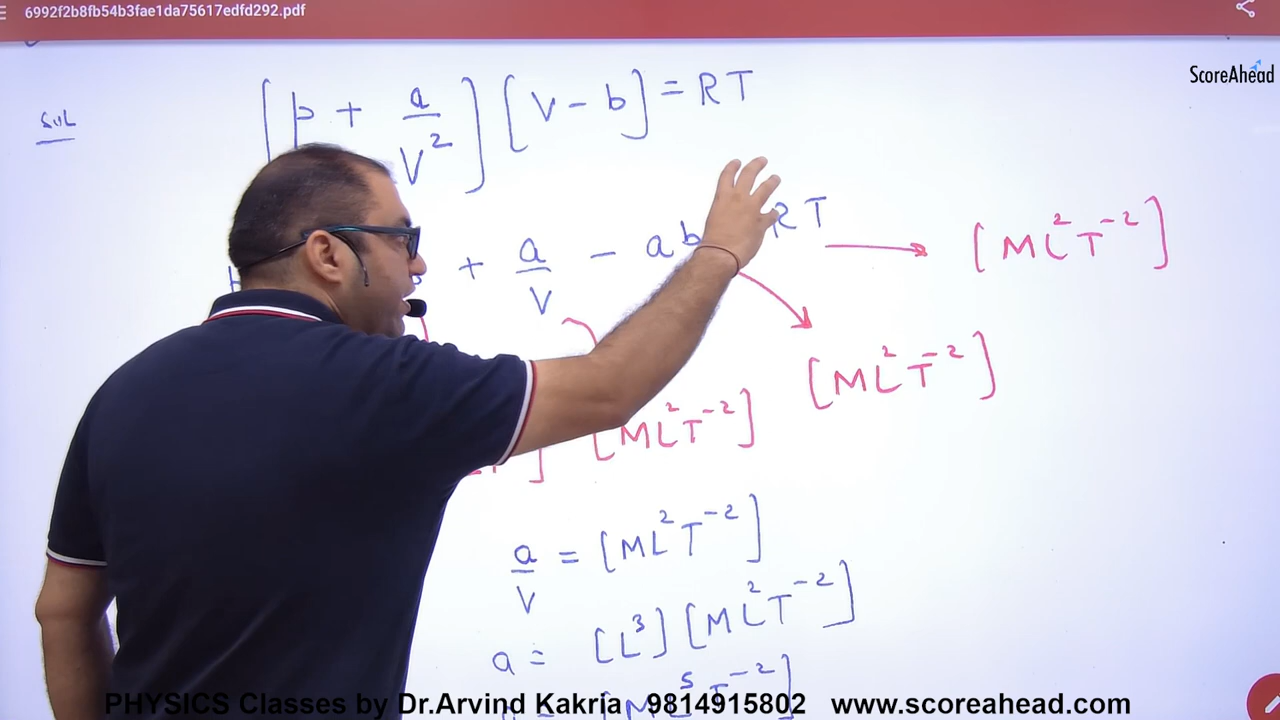 6992f2b8fb54b3fae1da75617edfd292.pdf
ScoreAhead
Sol
[p + a/V²] [V - b] = RT
+ a/V - ab RT → [ML²T⁻²]
[ML²T⁻²]
[ML²T⁻²]
a/V = [ML²T⁻²]
a = [L³] [ML²T⁻²]
PHYSICS Classes by Dr.Arvind Kakria 9814915802 www.scoreahead.com